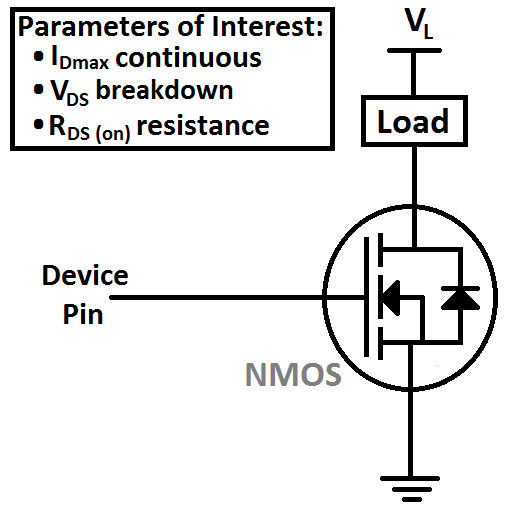 Parameters of Interest:
• IDmax continuous
• VDS breakdown
• RDS (on) resistance
VL
Load
Device
Pin
NMOS